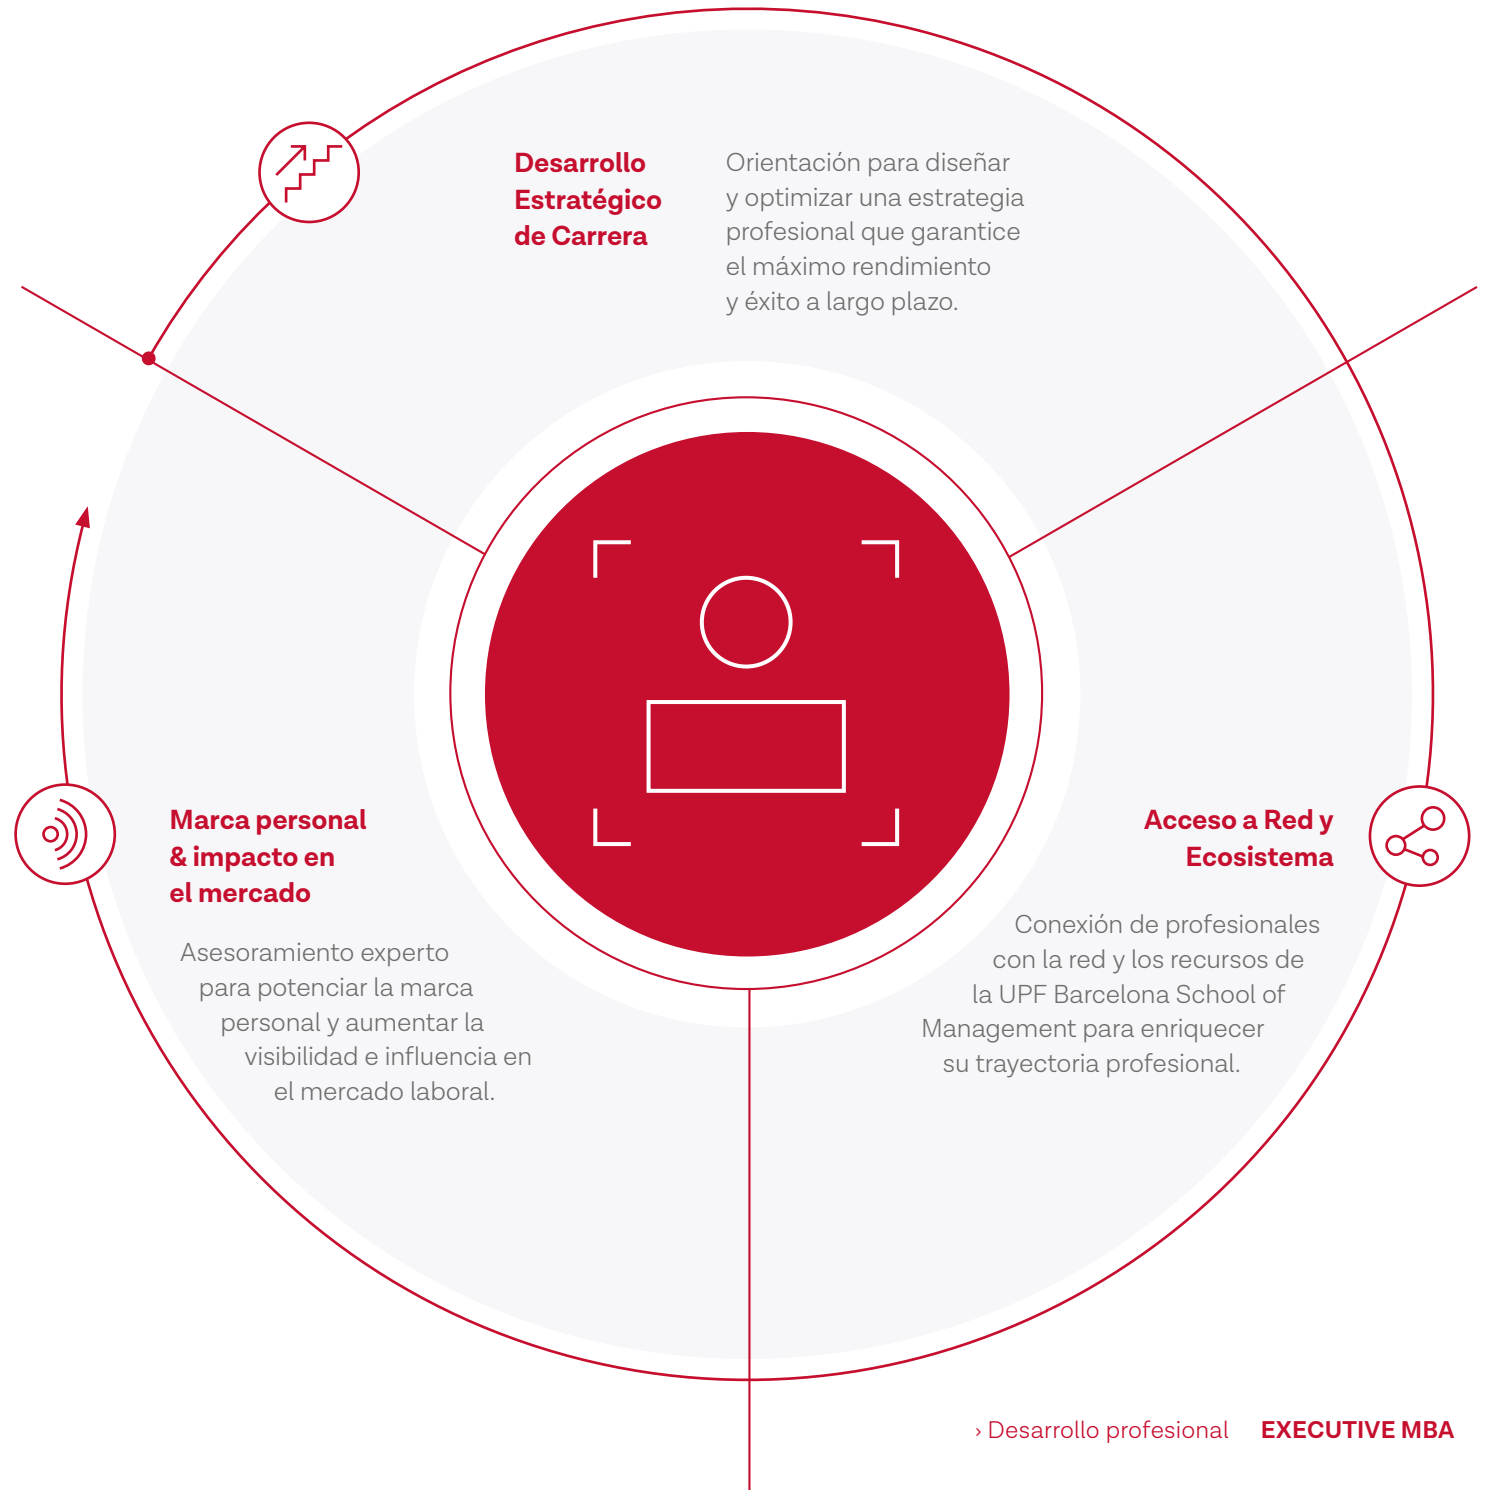 Desarrollo
Estratégico
de Carrera
Orientación para diseñar
y optimizar una estrategia
profesional que garantice
el máximo rendimiento
y éxito a largo plazo.
Marca personal
& impacto en
el mercado
Asesoramiento experto
para potenciar la marca
personal y aumentar la
visibilidad e influencia en
el mercado laboral.
Acceso a Red y
Ecosistema
Conexión de profesionales
con la red y los recursos de
la UPF Barcelona School of
Management para enriquecer
su trayectoria profesional.
› Desarrollo profesional EXECUTIVE MBA